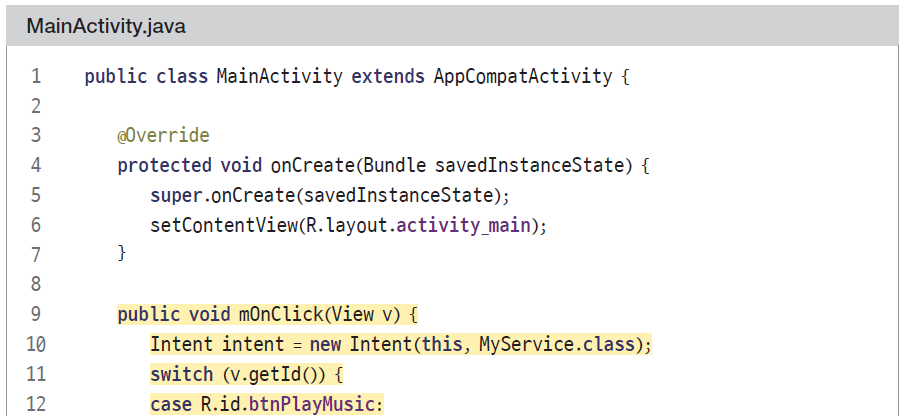 MainActivity.java
1 public class MainActivity extends AppCompatActivity {
2
3 @Override
4 protected void onCreate(Bundle savedInstanceState) {
5 super.onCreate(savedInstanceState);
6 setContentView(R.layout.activity_main);
7 }
8
9 public void mOnClick(View v) {
10 Intent intent = new Intent(this, MyService.class);
11 switch (v.getId()) {
12 case R.id.btnPlayMusic: